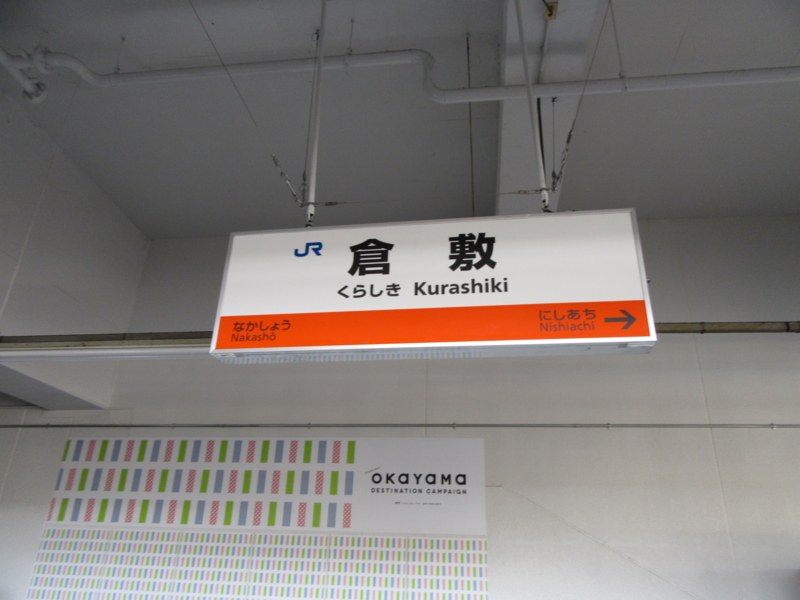 JR 倉敷
くらしき Kurashiki
なかしょう
Nakashō
にしあち
Nishiachi
OKAYAMA
DESTINATION CAMPAIGN